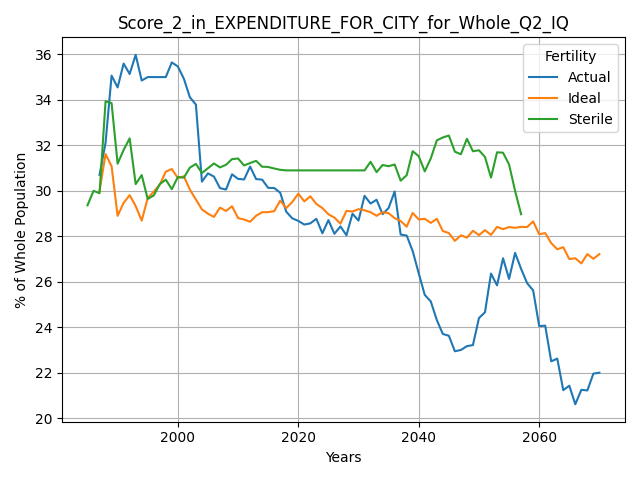 Score_2_in_EXPENDITURE_FOR_CITY_for_Whole_Q2_IQ
Fertility
Actual
Ideal
Sterile
% of Whole Population
36
34
32
30
28
26
24
22
20
2000
2020
2040
2060
Years